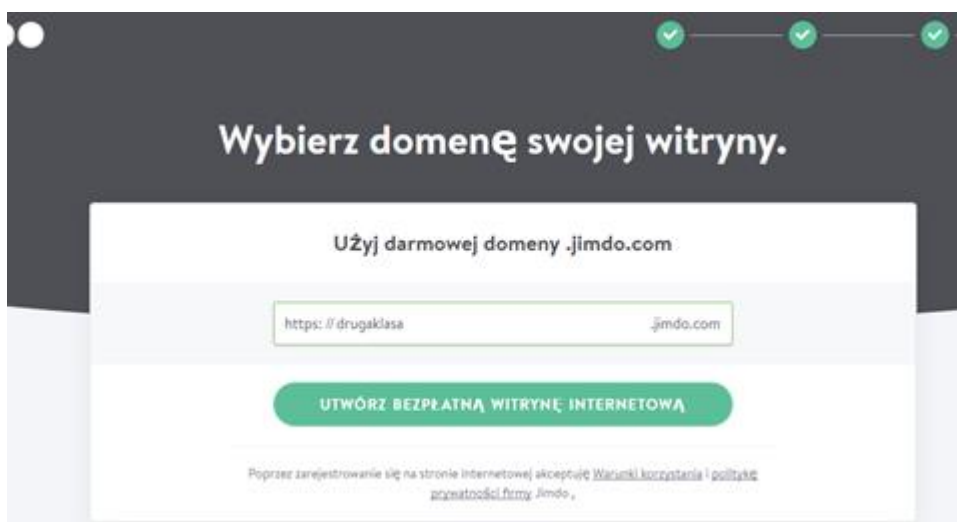 Wybierz domenę swojej witryny.
Użyj darmowej domeny .jimdo.com
https: // drugaklasa .jimdo.com
UTWÓRZ BEZPŁATNĄ WITRYNĘ INTERNETOWĄ
Poprzez zarejestrowanie się na stronie internetowej akceptuję Warunki korzystania i politykę
prywatności firmy Jimdo .